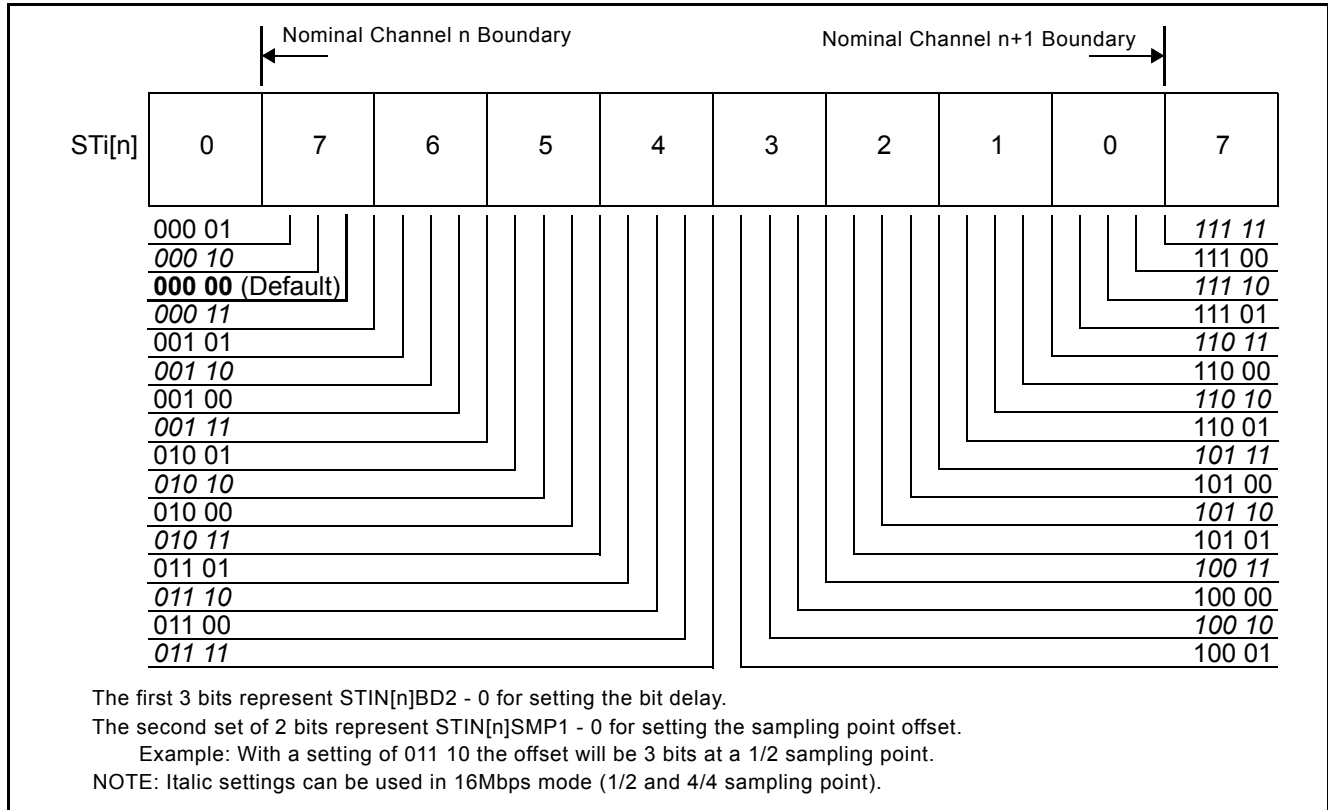 Nominal Channel n Boundary Nominal Channel n+1 Boundary
STi[n] 0 7 6 5 4 3 2 1 0 7
000 01 111 11
000 10 111 00
000 00 (Default) 111 10
000 11 111 01
001 01 110 11
001 10 110 00
001 00 110 10
001 11 110 01
010 01 101 11
010 10 101 00
010 00 101 10
010 11 101 01
011 01 100 11
011 10 100 00
011 00 100 10
011 11 100 01
The first 3 bits represent STIN[n]BD2 - 0 for setting the bit delay.
The second set of 2 bits represent STIN[n]SMP1 - 0 for setting the sampling point offset.
Example: With a setting of 011 10 the offset will be 3 bits at a 1/2 sampling point.
NOTE: Italic settings can be used in 16Mbps mode (1/2 and 4/4 sampling point).